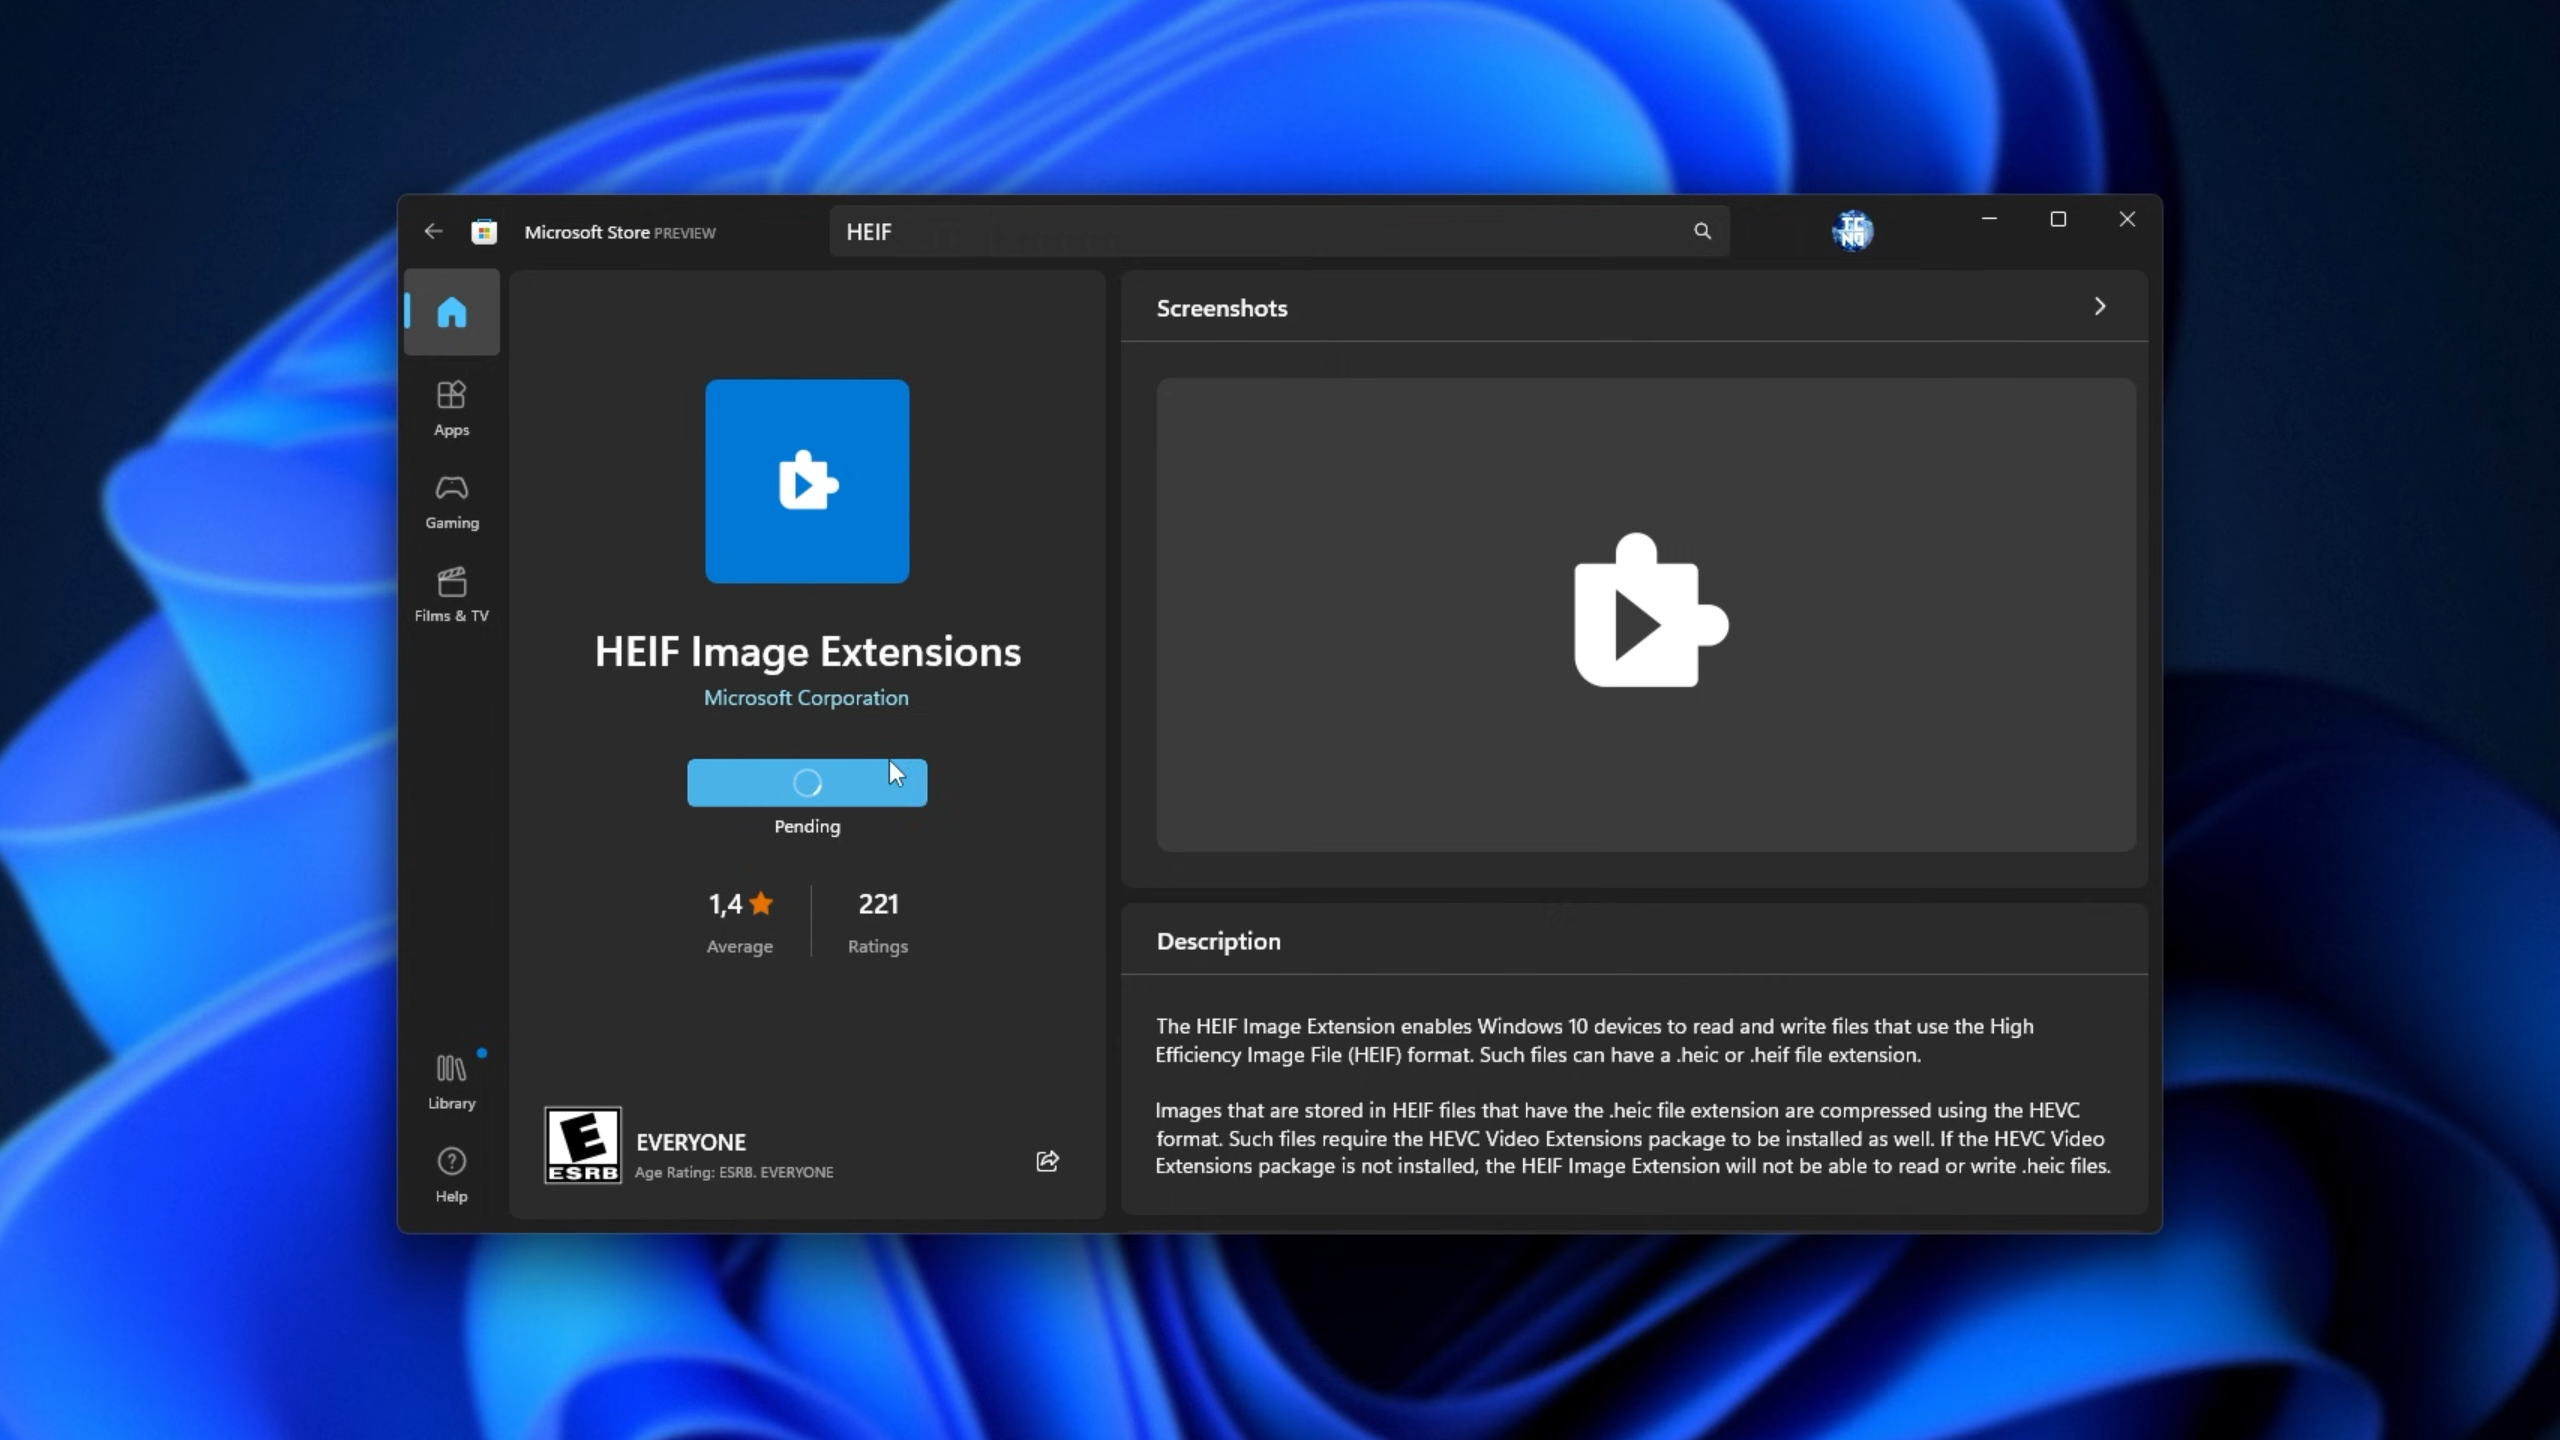 Microsoft Store PREVIEW
HEIF
Apps
Gaming
Films & TV
Library
Help
HEIF Image Extensions
Microsoft Corporation
Pending
1,4
Average
221
Ratings
E
ESRB
EVERYONE
Age Rating: ESRB. EVERYONE
Screenshots
Description
The HEIF Image Extension enables Windows 10 devices to read and write files that use the High
Efficiency Image File (HEIF) format. Such files can have a .heic or .heif file extension.
Images that are stored in HEIF files that have the .heic file extension are compressed using the HEVC
format. Such files require the HEVC Video Extensions package to be installed as well. If the HEVC Video
Extensions package is not installed, the HEIF Image Extension will not be able to read or write .heic files.